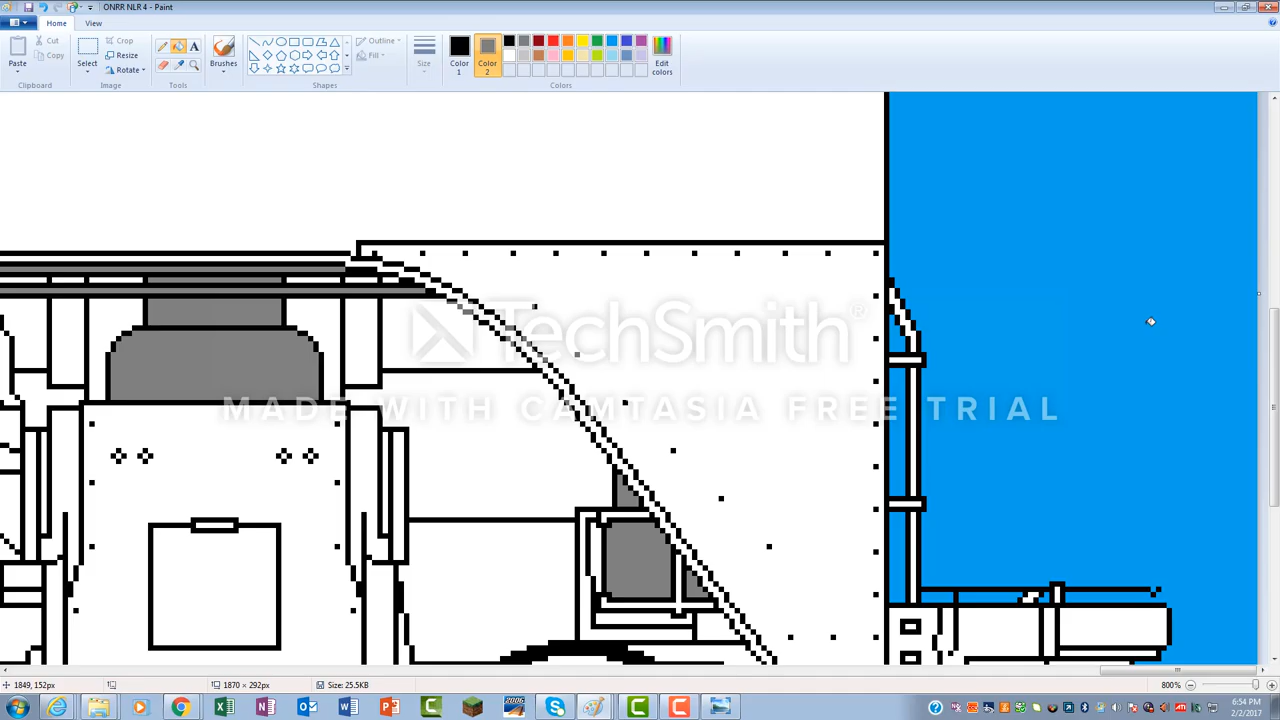 ONRR NLR 4 - Paint
Home View
Paste
Cut
Copy
Clipboard
Select
Crop
Resize
Rotate
Image
A
Tools
Brushes
Outline
Fill
Shapes
Size
Color 1
Color 2
Edit colors
Colors
TechSmith®
MADE WITH CAMTASIA FREE TRIAL
1849, 152px
1870 × 292px
Size: 25.5KB
800%
2006
6:54 PM
2/2/2017